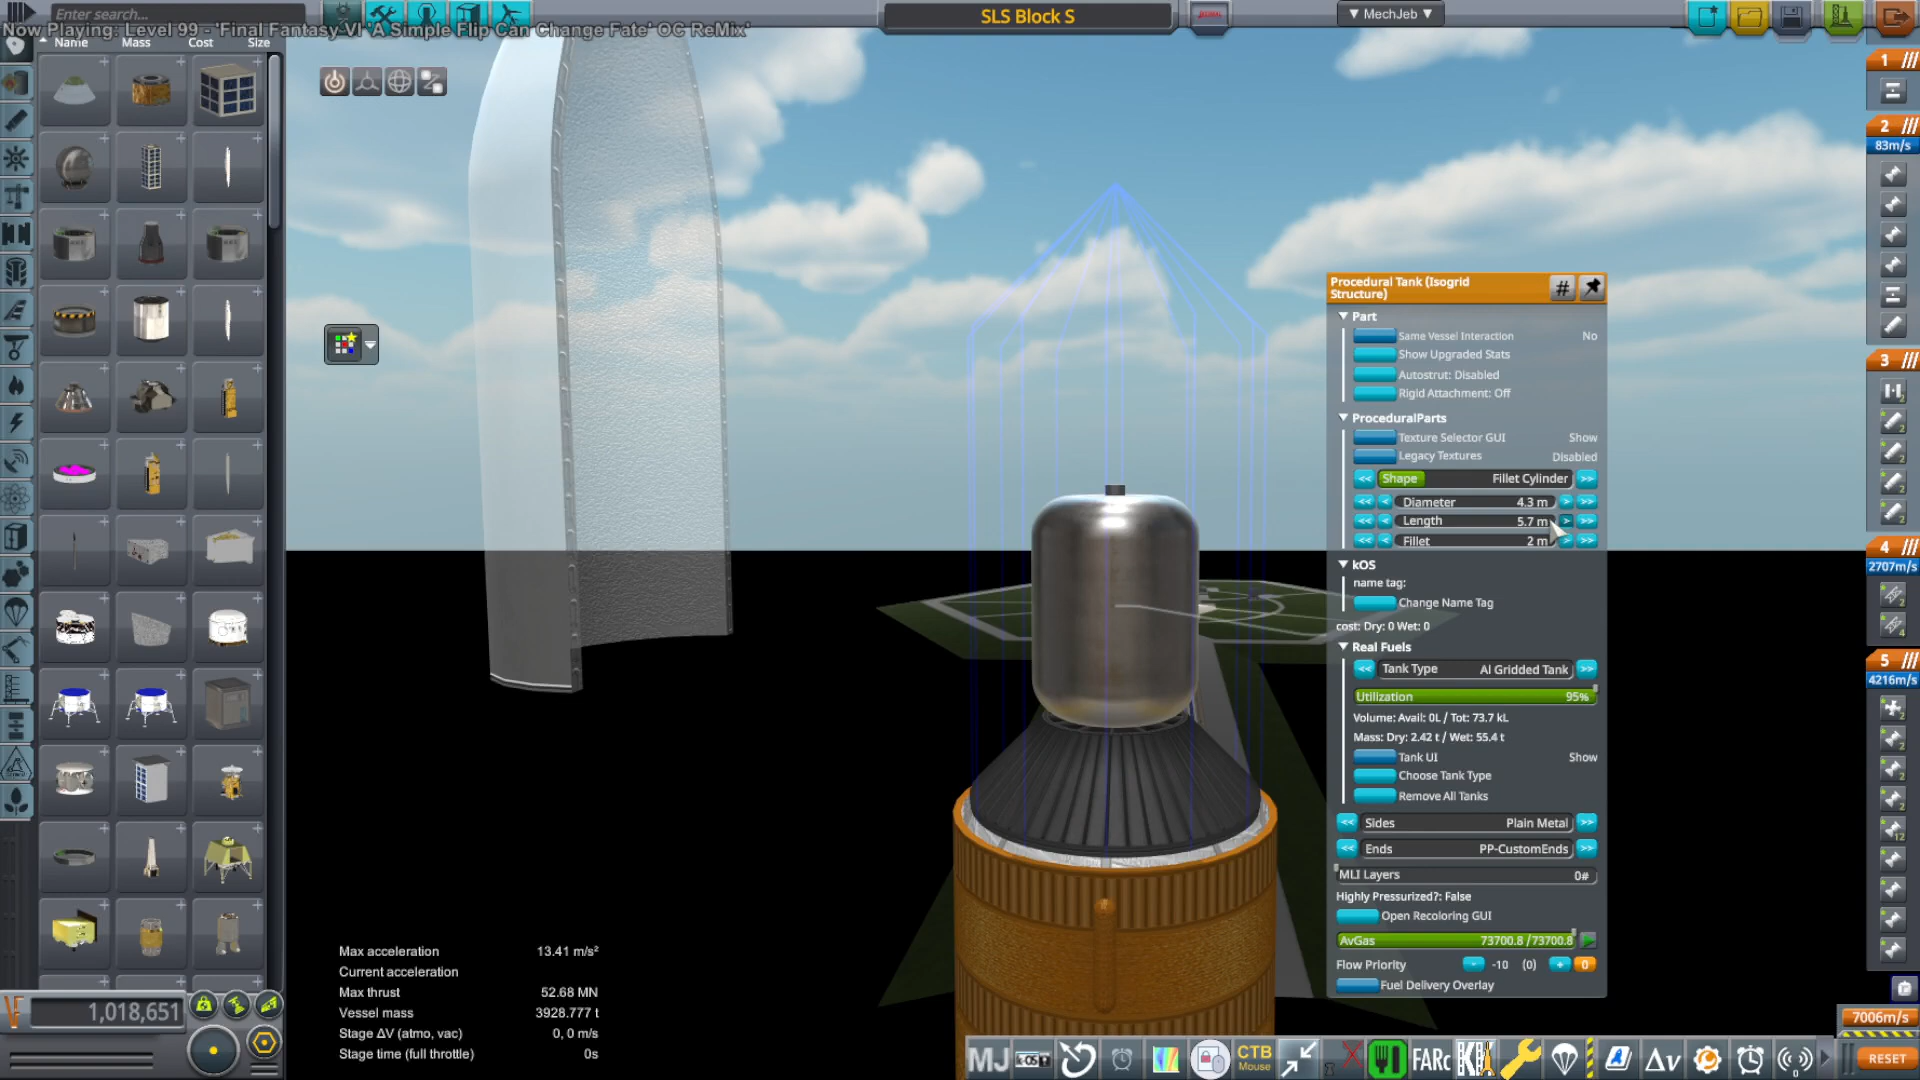 Enter search...
Now Playing: Level 99 - 'Final Fantasy VI 'A Simple Flip Can Change Fate' OC ReMix'
Name Mass Cost Size
SLS Block S
▼ MechJeb ▼
1
2
83m/s
3
4
2707m/s
5
4216m/s
Procedural Tank (Isogrid
Structure)
#
Part
Same Vessel Interaction No
Show Upgraded Stats
Autostrut: Disabled
Rigid Attachment: Off
ProceduralParts
Texture Selector GUI Show
Legacy Textures Disabled
<< Shape Fillet Cylinder >>
<< < Diameter 4.3 m > >>
<< < Length 5.7 m > >>
<< < Fillet 2 m > >>
kOS
name tag:
Change Name Tag
cost: Dry: 0 Wet: 0
Real Fuels
<< Tank Type Al Gridded Tank >>
Utilization 95%
Volume: Avail: 0L / Tot: 73.7 kL
Mass: Dry: 2.42 t / Wet: 55.4 t
Tank UI Show
Choose Tank Type
Remove All Tanks
<< Sides Plain Metal >>
<< Ends PP-CustomEnds >>
MLI Layers 0#
Highly Pressurized?: False
Open Recoloring GUI
AvGas 73700.8 /73700.8
Flow Priority - -10 (0) + 0
Fuel Delivery Overlay
Max acceleration 13.41 m/s²
Current acceleration
Max thrust 52.68 MN
Vessel mass 3928.777 t
Stage ΔV (atmo, vac) 0, 0 m/s
Stage time (full throttle) 0s
1,018,651
7006m/s
RESET
MJ kOS CTB Mouse FARc Δv 0